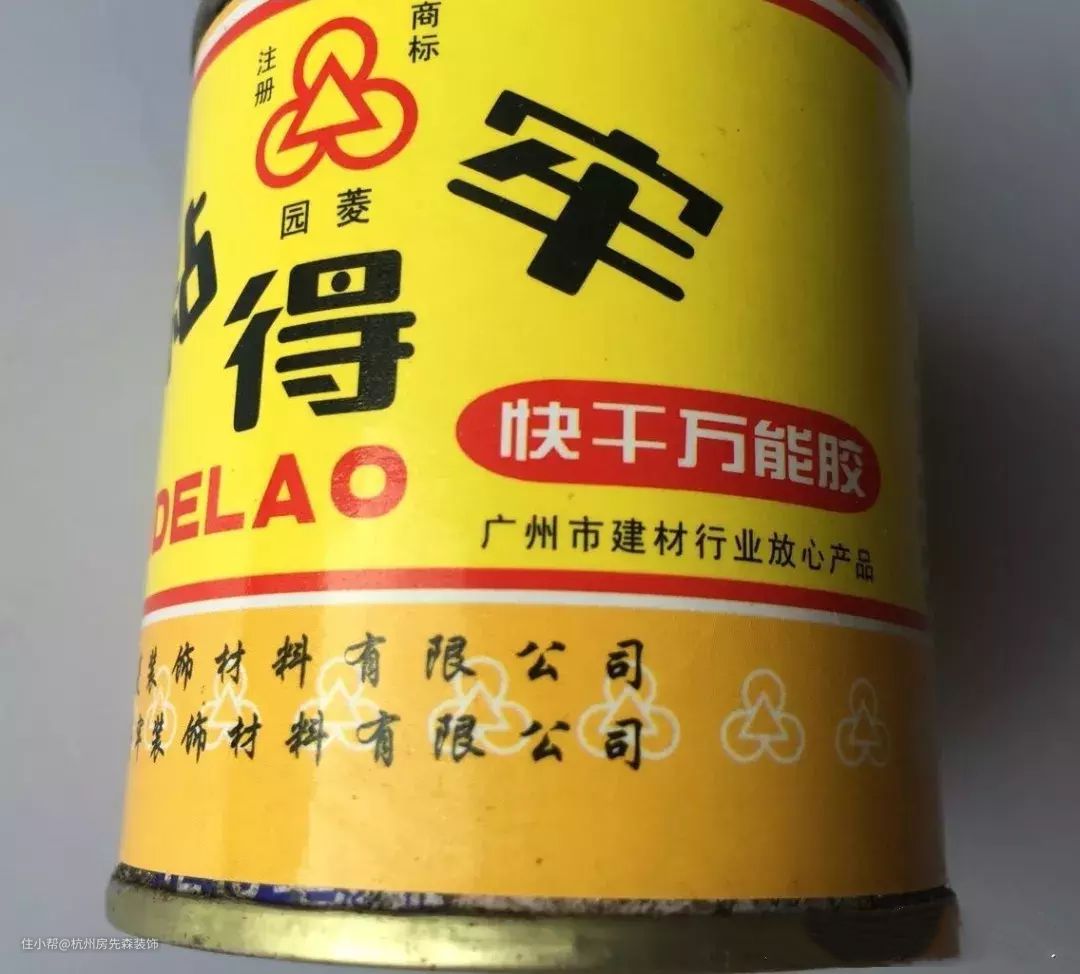 注册
商标
园菱
得牢
DELAO
快干万能胶
广州市建材行业放心产品
装饰材料有限公司
牢装饰材料有限公司
住小帮@杭州房先森装饰